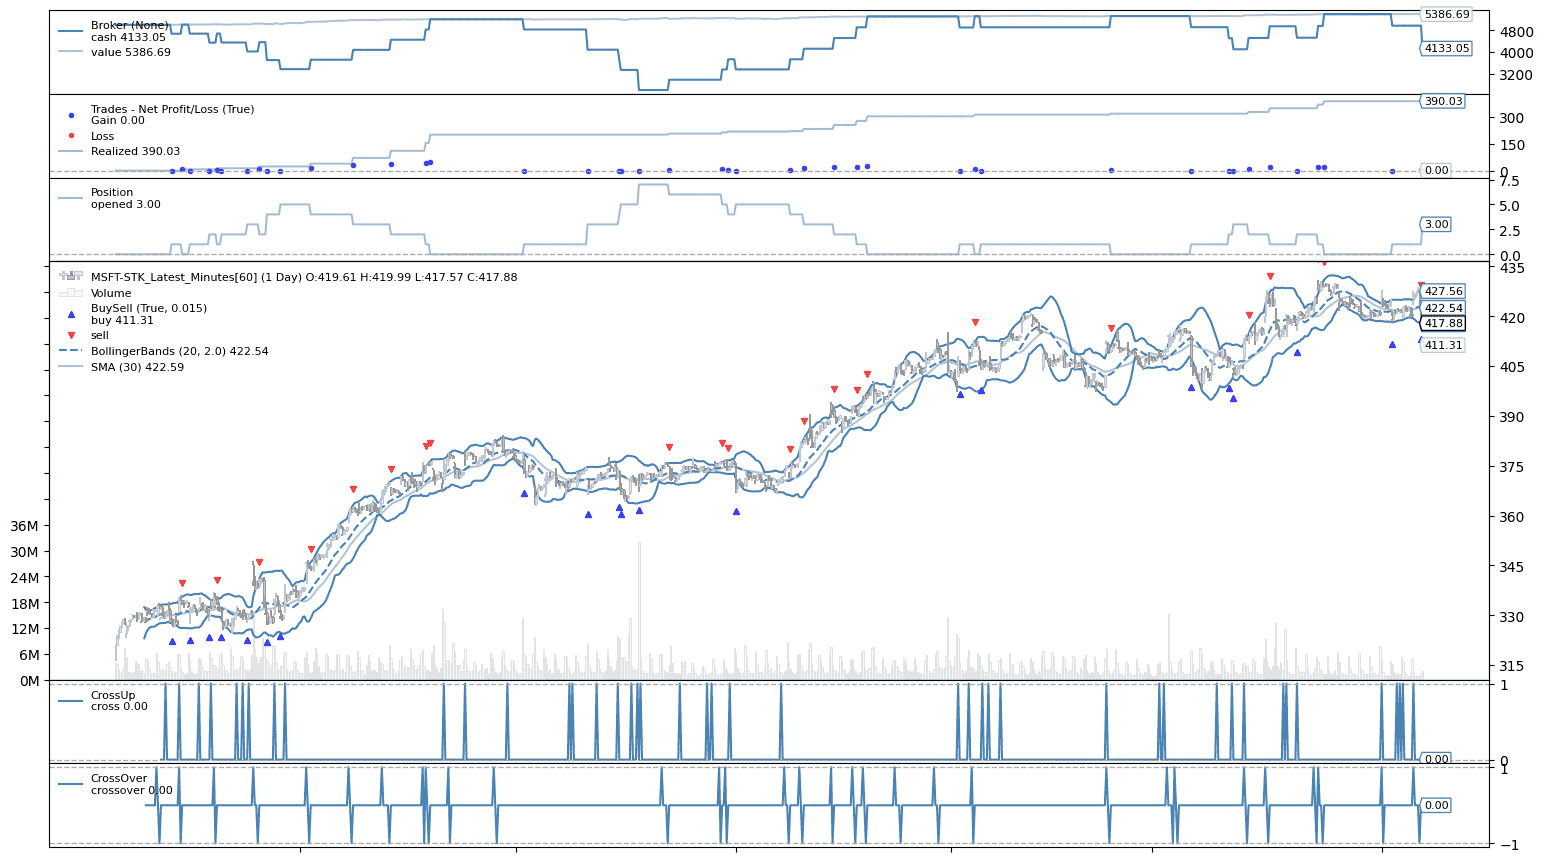 Broker (None)
cash 4133.05
value 5386.69
5386.69
4800
4133.05
4000
3200
Trades - Net Profit/Loss (True)
Gain 0.00
Loss
Realized 390.03
390.03
300
150
0.00
0
Position
opened 3.00
7.5
5.0
3.00
2.5
0.0
MSFT-STK_Latest_Minutes[60] (1 Day) O:419.61 H:419.99 L:417.57 C:417.88
Volume
BuySell (True, 0.015)
buy 411.31
sell
BollingerBands (20, 2.0) 422.54
SMA (30) 422.59
435
427.56
420
422.54
417.88
411.31
405
390
375
360
345
330
315
36M
30M
24M
18M
12M
6M
0M
CrossUp
cross 0.00
1
0.00
0
CrossOver
crossover 0.00
1
0.00
−1